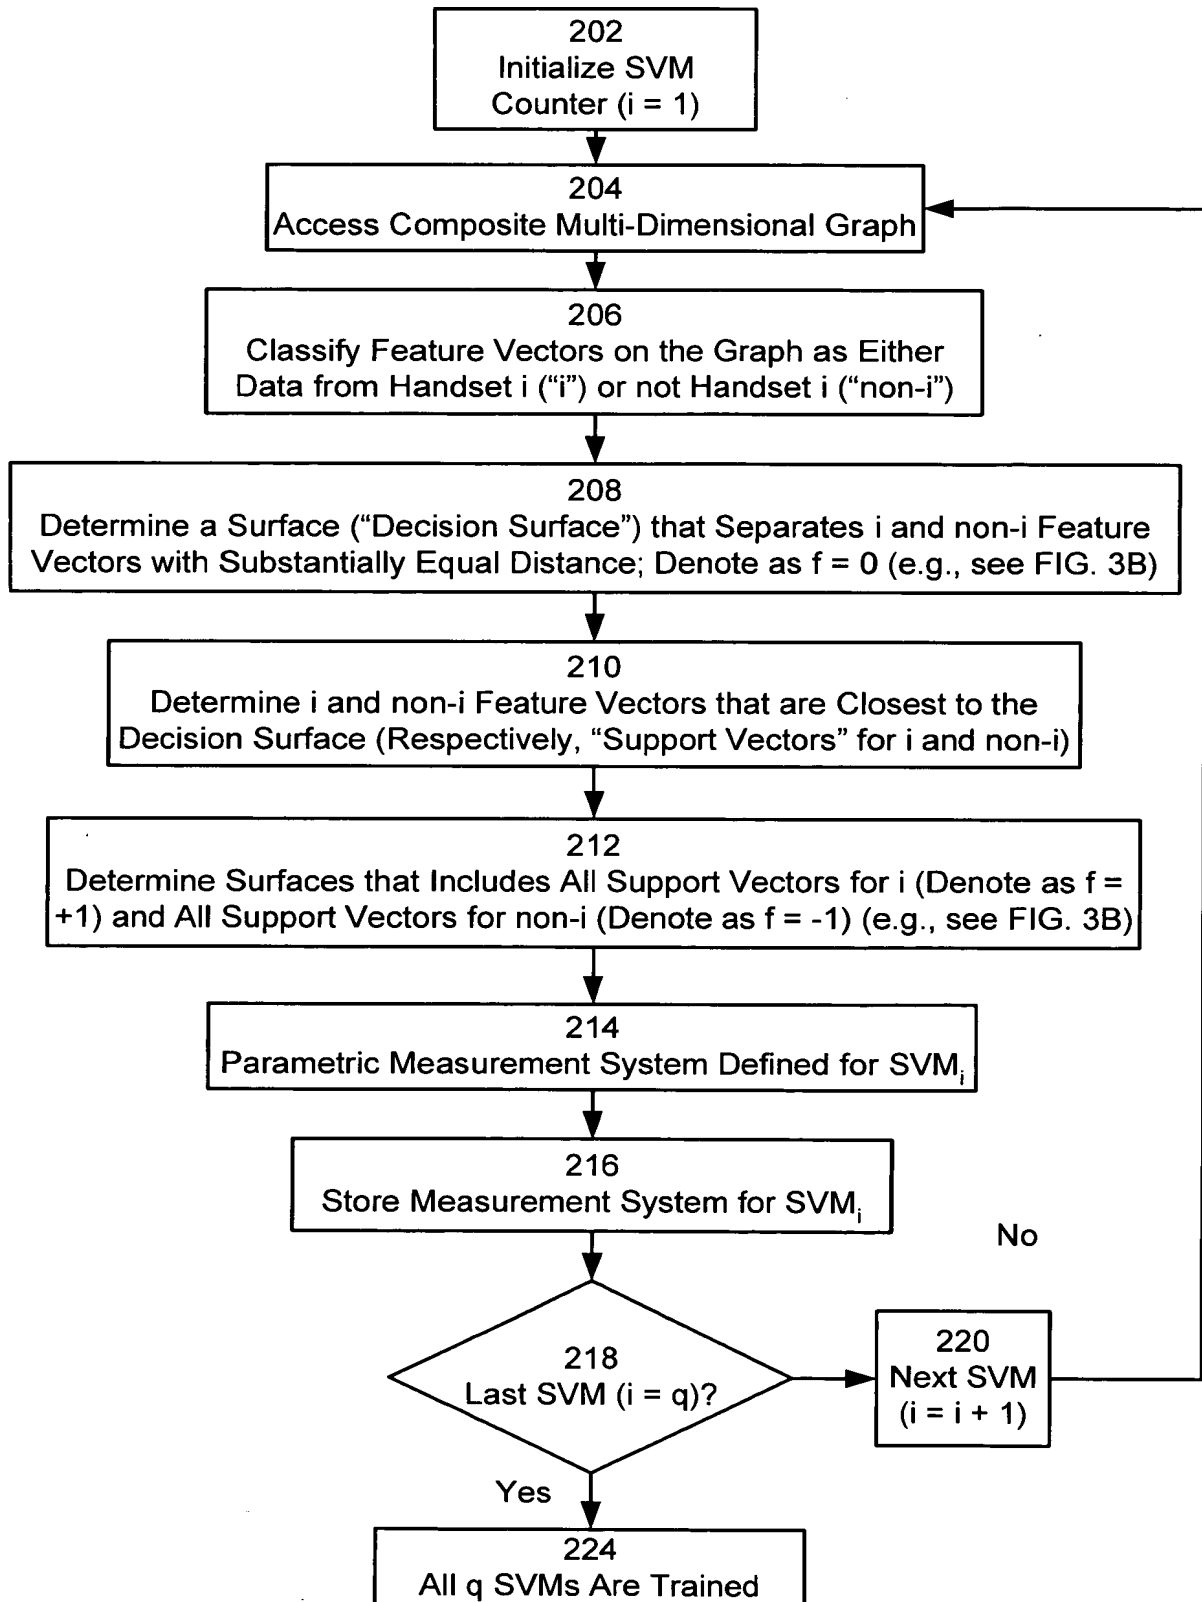 202
Initialize SVM
Counter (i = 1)
204
Access Composite Multi-Dimensional Graph
206
Classify Feature Vectors on the Graph as Either
Data from Handset i (“i”) or not Handset i (“non-i”)
208
Determine a Surface (“Decision Surface”) that Separates i and non-i Feature
Vectors with Substantially Equal Distance; Denote as f = 0 (e.g., see FIG. 3B)
210
Determine i and non-i Feature Vectors that are Closest to the
Decision Surface (Respectively, “Support Vectors” for i and non-i)
212
Determine Surfaces that Includes All Support Vectors for i (Denote as f =
+1) and All Support Vectors for non-i (Denote as f = -1) (e.g., see FIG. 3B)
214
Parametric Measurement System Defined for SVMi
216
Store Measurement System for SVMi
No
218
Last SVM (i = q)?
220
Next SVM
(i = i + 1)
Yes
224
All q SVMs Are Trained